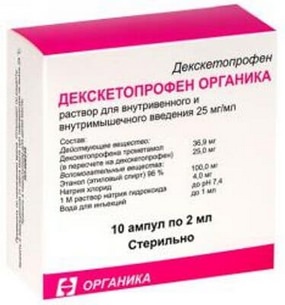 Декскетопрофен
ДЕКСКЕТОПРОФЕН ОРГАНИКА
раствор для внутривенного и
внутримышечного введения 25 мг/мл
Состав:
Действующее вещество:
Декскетопрофена трометамол 36,9 мг
(в пересчете на декскетопрофен) 25,0 мг
Вспомогательные вещества:
Этанол (этиловый спирт) 96 % 100,0 мг
Натрия хлорид 4,0 мг
1 М раствор натрия гидроксида до pH 7,4
Вода для инъекций до 1 мл
10 ампул по 2 мл
Стерильно
ОРГАНИКА